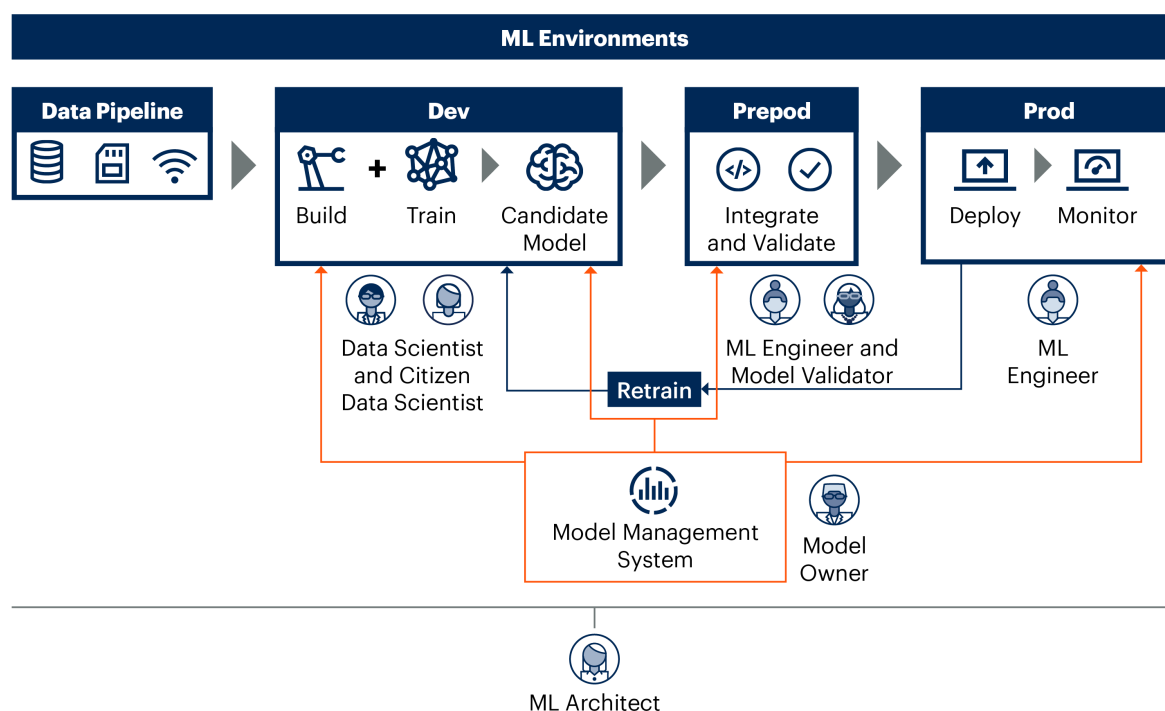 ML Environments
Data Pipeline
Dev
Prepod
Prod
Build
+
Train
Candidate
Model
</>
Integrate
and Validate
Deploy
Monitor
Data Scientist
and Citizen
Data Scientist
ML Engineer and
Model Validator
ML
Engineer
Retrain
Model Management
System
Model
Owner
ML Architect